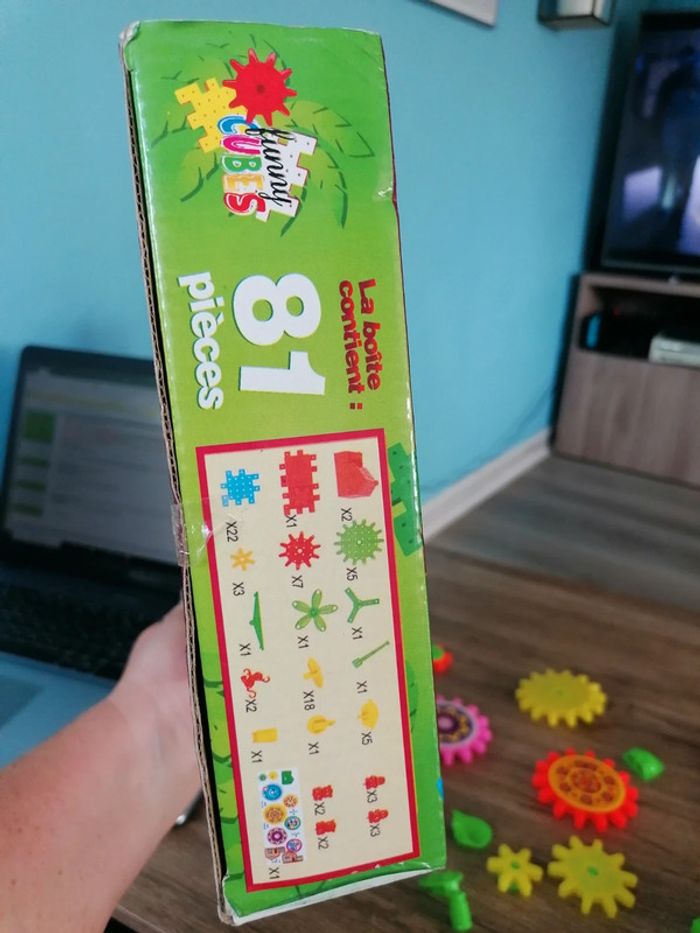 funny
CUBES
La boîte
contient :
81
pièces
X2 X5 X1 X1 X5 X3 X3
X1 X7 X1 X18 X1 X2 X2
X22 X3 X1 X2 X1 X1